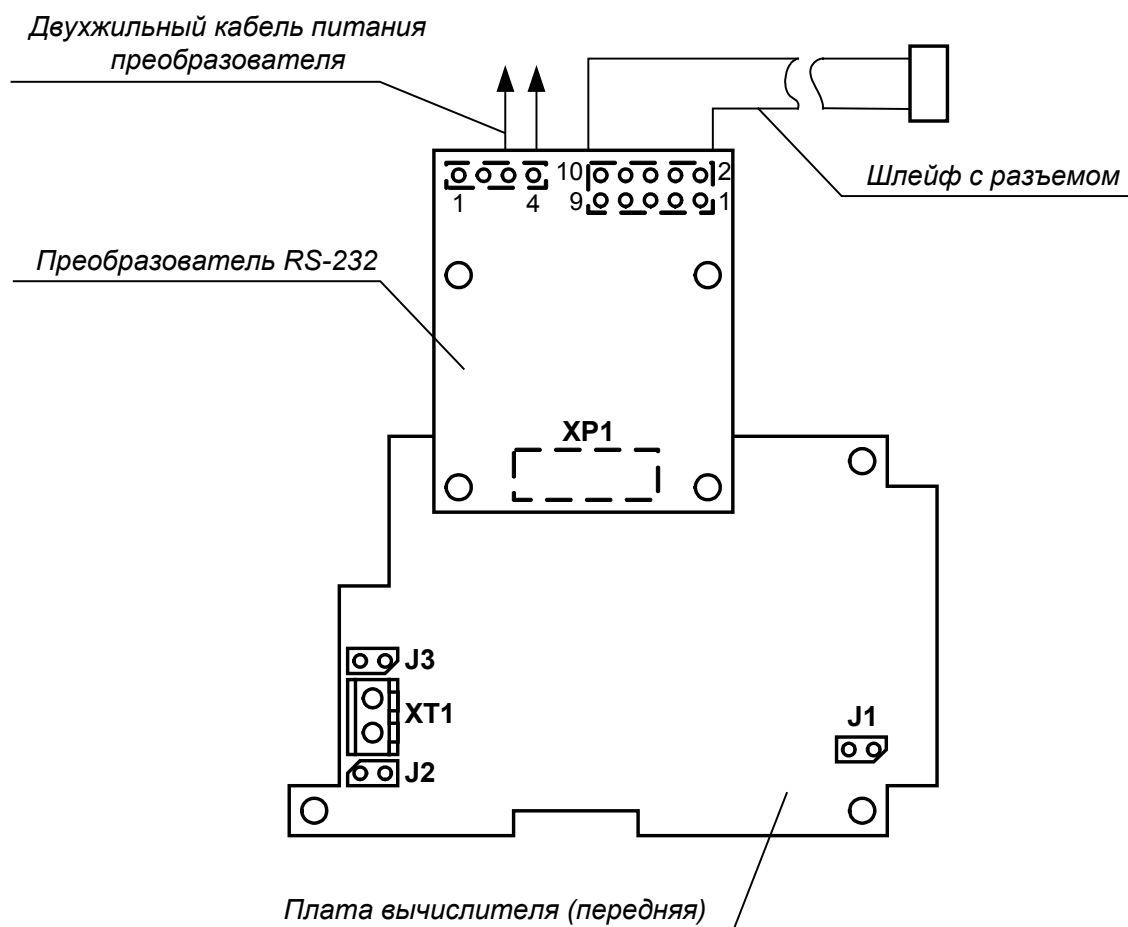 Двухжильный кабель питания
преобразователя
10 2
Шлейф с разъемом
1 4 9 1
Преобразователь RS-232
XP1
J3
XT1
J1
J2
Плата вычислителя (передняя)